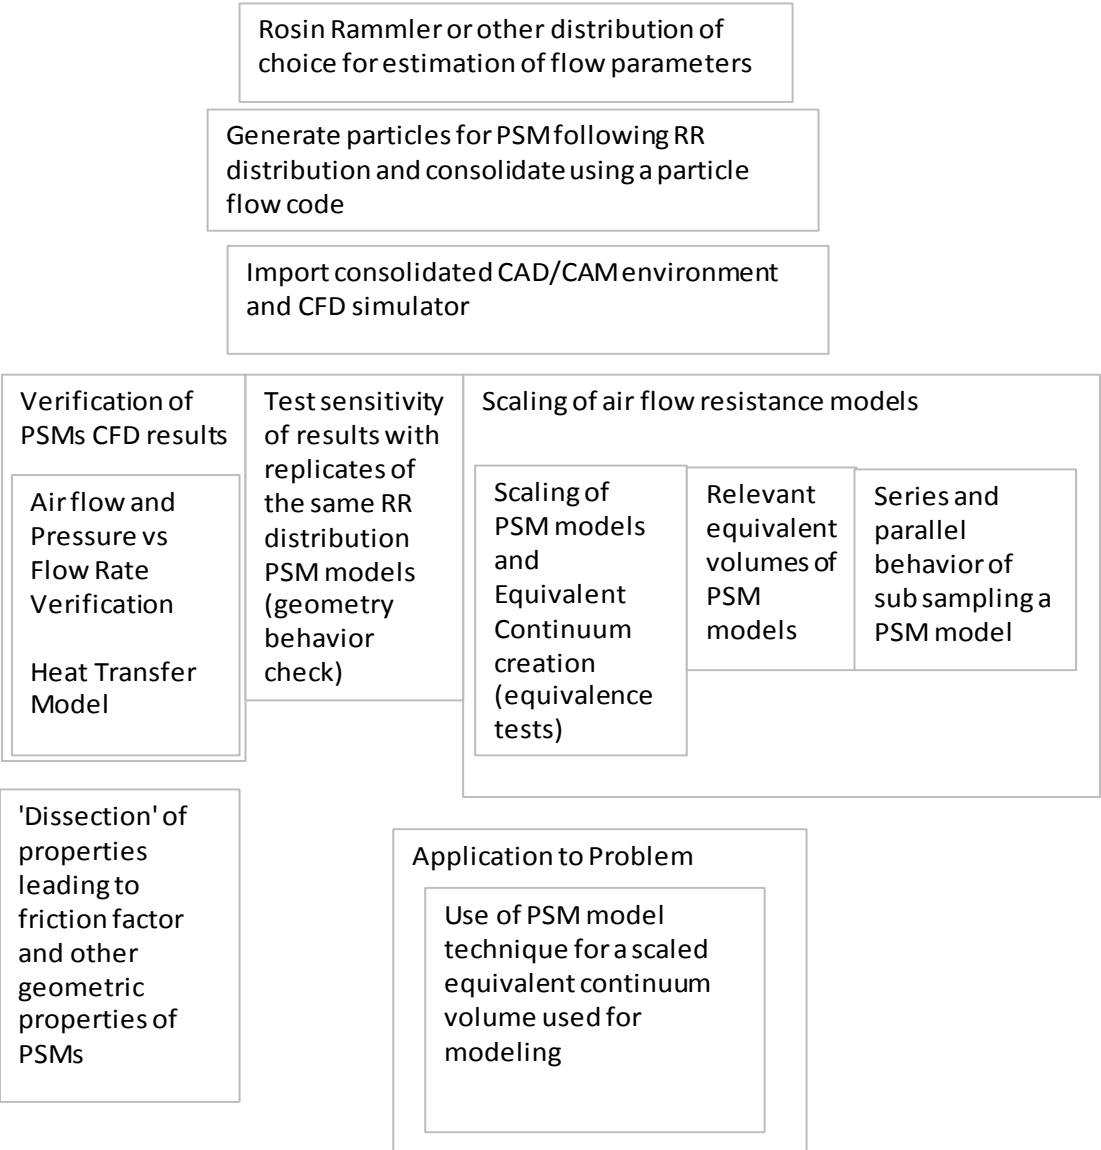 Rosin Rammler or other distribution of
choice for estimation of flow parameters
Generate particles for PSM following RR
distribution and consolidate using a particle
flow code
Import consolidated CAD/CAM environment
and CFD simulator
Verification of
PSMs CFD results
Air flow and
Pressure vs
Flow Rate
Verification
Heat Transfer
Model
Test sensitivity
of results with
replicates of
the same RR
distribution
PSM models
(geometry
behavior
check)
Scaling of air flow resistance models
Scaling of
PSM models
and
Equivalent
Continuum
creation
(equivalence
tests)
Relevant
equivalent
volumes of
PSM
models
Series and
parallel
behavior of
sub sampling a
PSM model
'Dissection' of
properties
leading to
friction factor
and other
geometric
properties of
PSMs
Application to Problem
Use of PSM model
technique for a scaled
equivalent continuum
volume used for
modeling